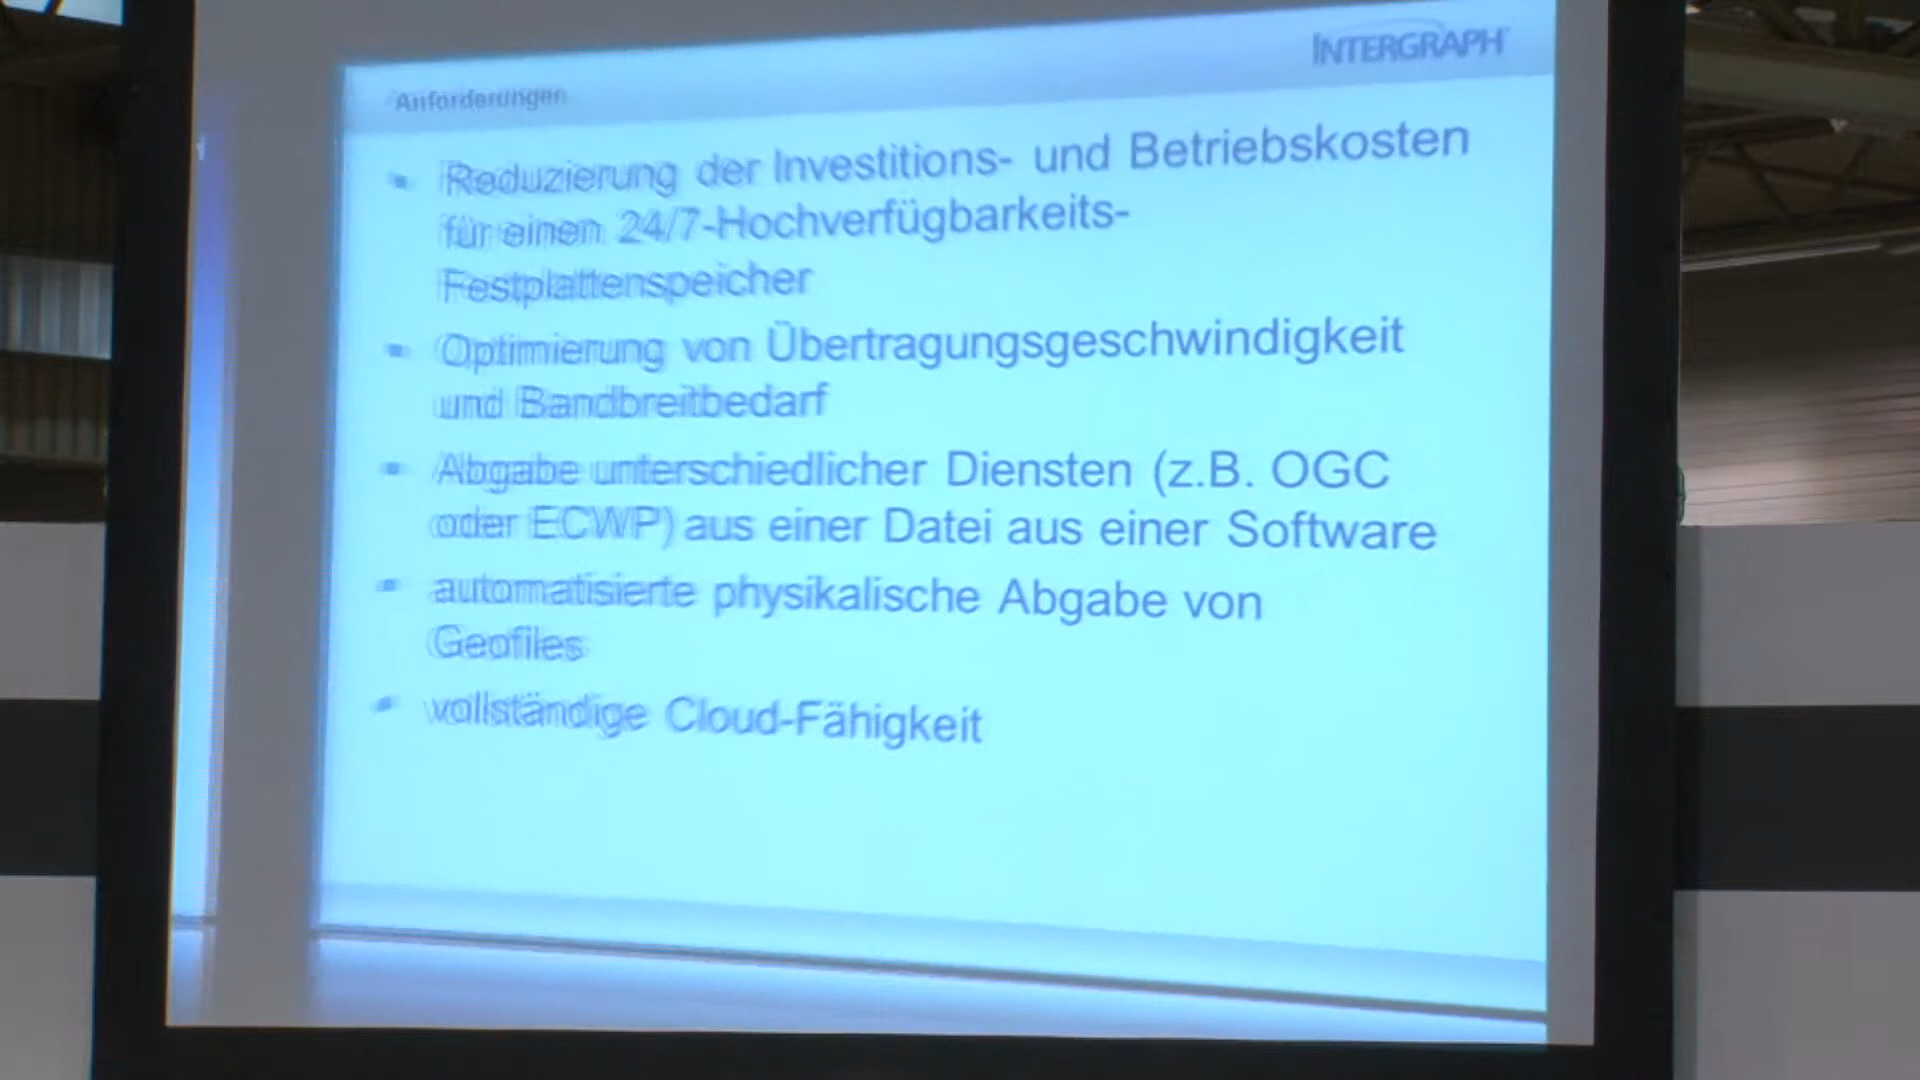 INTERGRAPH
Anforderungen
Reduzierung der Investitions- und Betriebskosten
für einen 24/7-Hochverfügbarkeits-
Festplattenspeicher
Optimierung von Übertragungsgeschwindigkeit
und Bandbreitbedarf
Abgabe unterschiedlicher Diensten (z.B. OGC
oder ECWP) aus einer Datei aus einer Software
automatisierte physikalische Abgabe von
Geofiles
vollständige Cloud-Fähigkeit